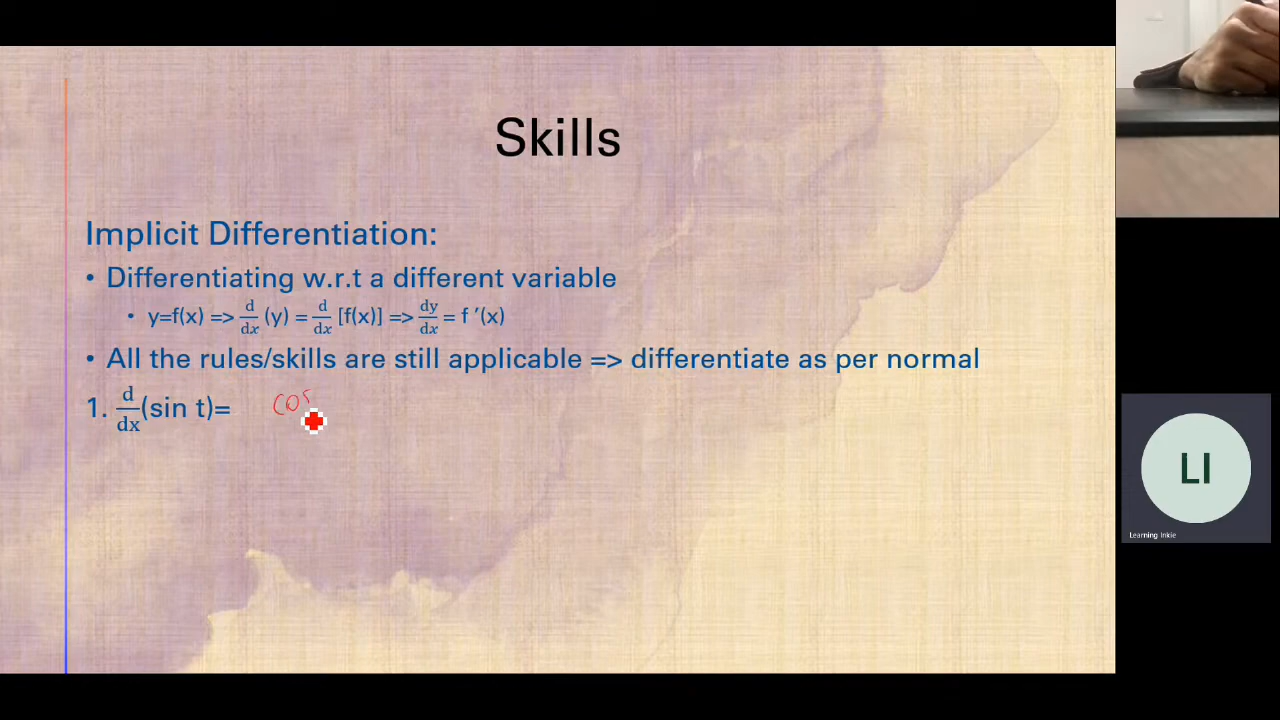 Skills
Implicit Differentiation:
• Differentiating w.r.t a different variable
• y=f(x) => d/dx (y) = d/dx [f(x)] => dy/dx = f ’(x)
• All the rules/skills are still applicable => differentiate as per normal
1. d/dx (sin t)= cos
LI
Learning Inkie